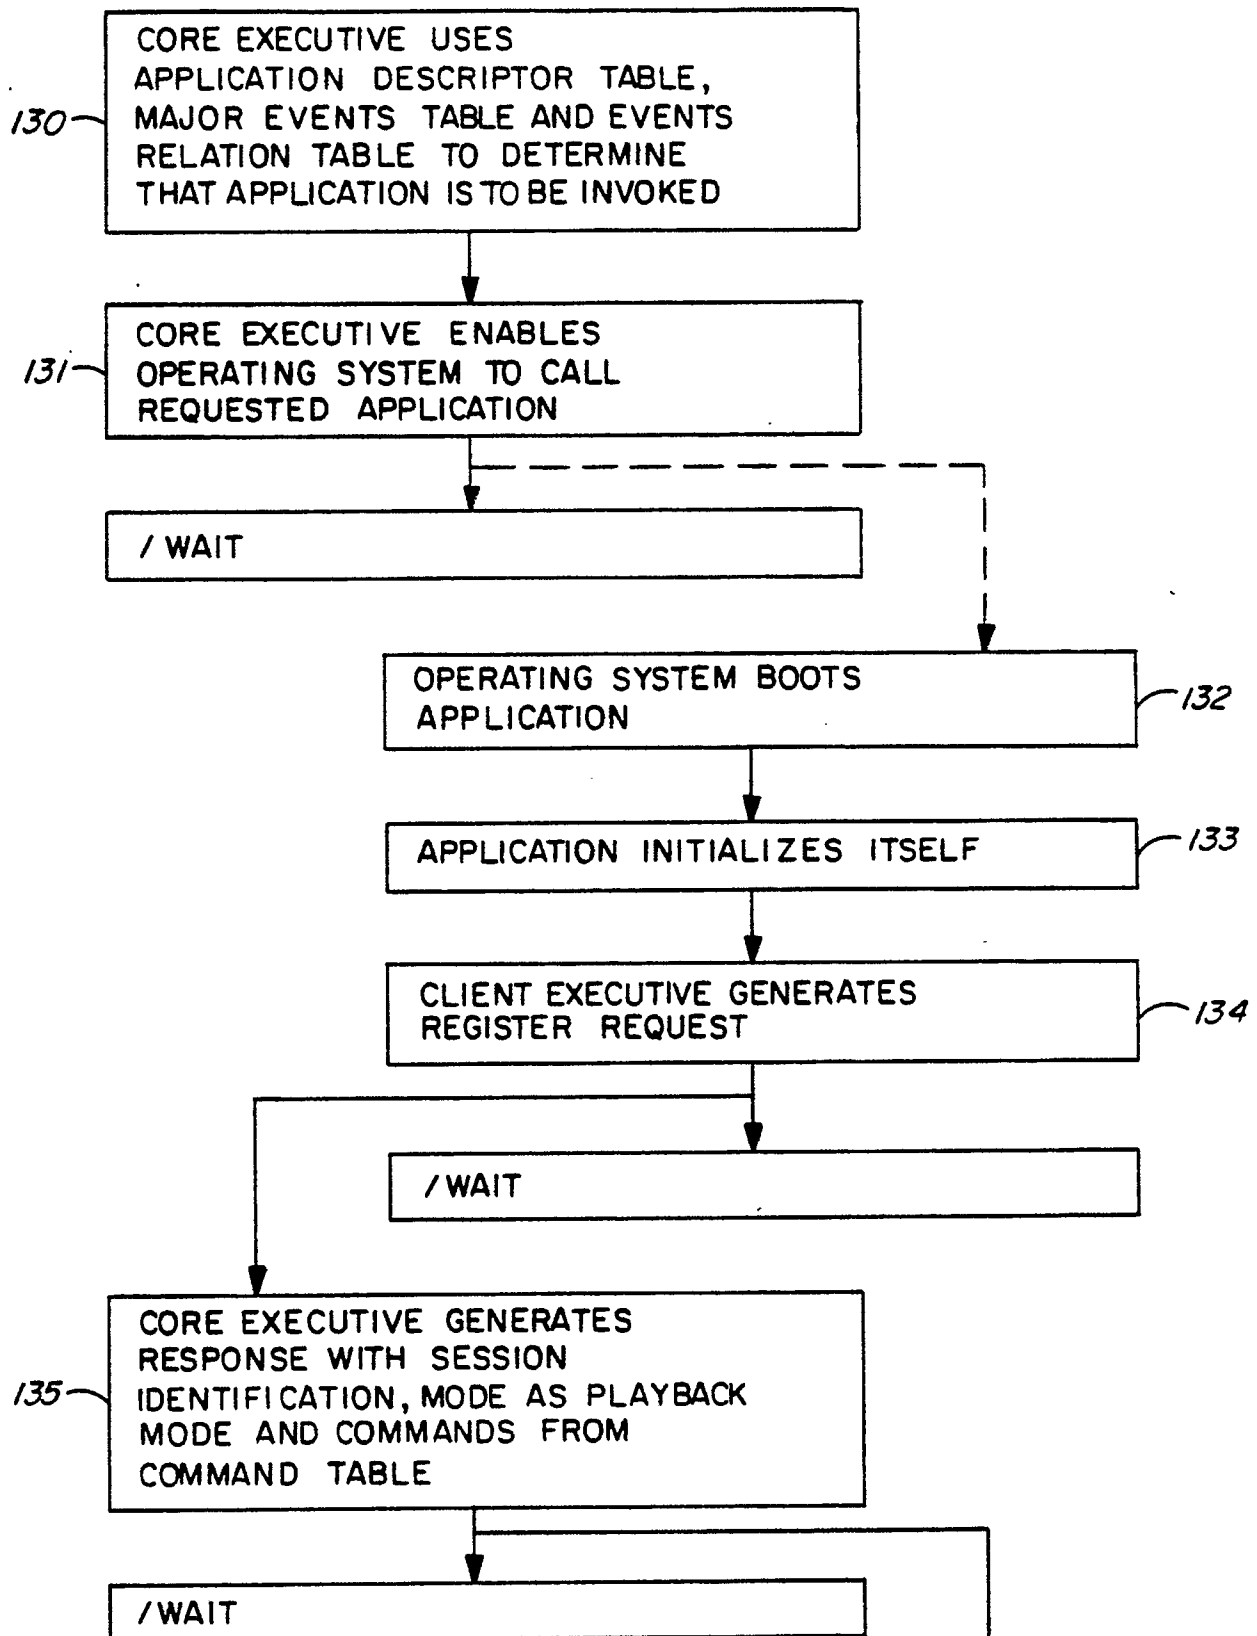 CORE EXECUTIVE USES
APPLICATION DESCRIPTOR TABLE,
130
MAJOR EVENTS TABLE AND EVENTS
RELATION TABLE TO DETERMINE
THAT APPLICATION IS TO BE INVOKED
CORE EXECUTIVE ENABLES
131
OPERATING SYSTEM TO CALL
REQUESTED APPLICATION
/ WAIT
OPERATING SYSTEM BOOTS
APPLICATION
132
APPLICATION INITIALIZES ITSELF
133
CLIENT EXECUTIVE GENERATES
REGISTER REQUEST
134
/ WAIT
CORE EXECUTIVE GENERATES
RESPONSE WITH SESSION
135
IDENTIFICATION, MODE AS PLAYBACK
MODE AND COMMANDS FROM
COMMAND TABLE
/ WAIT